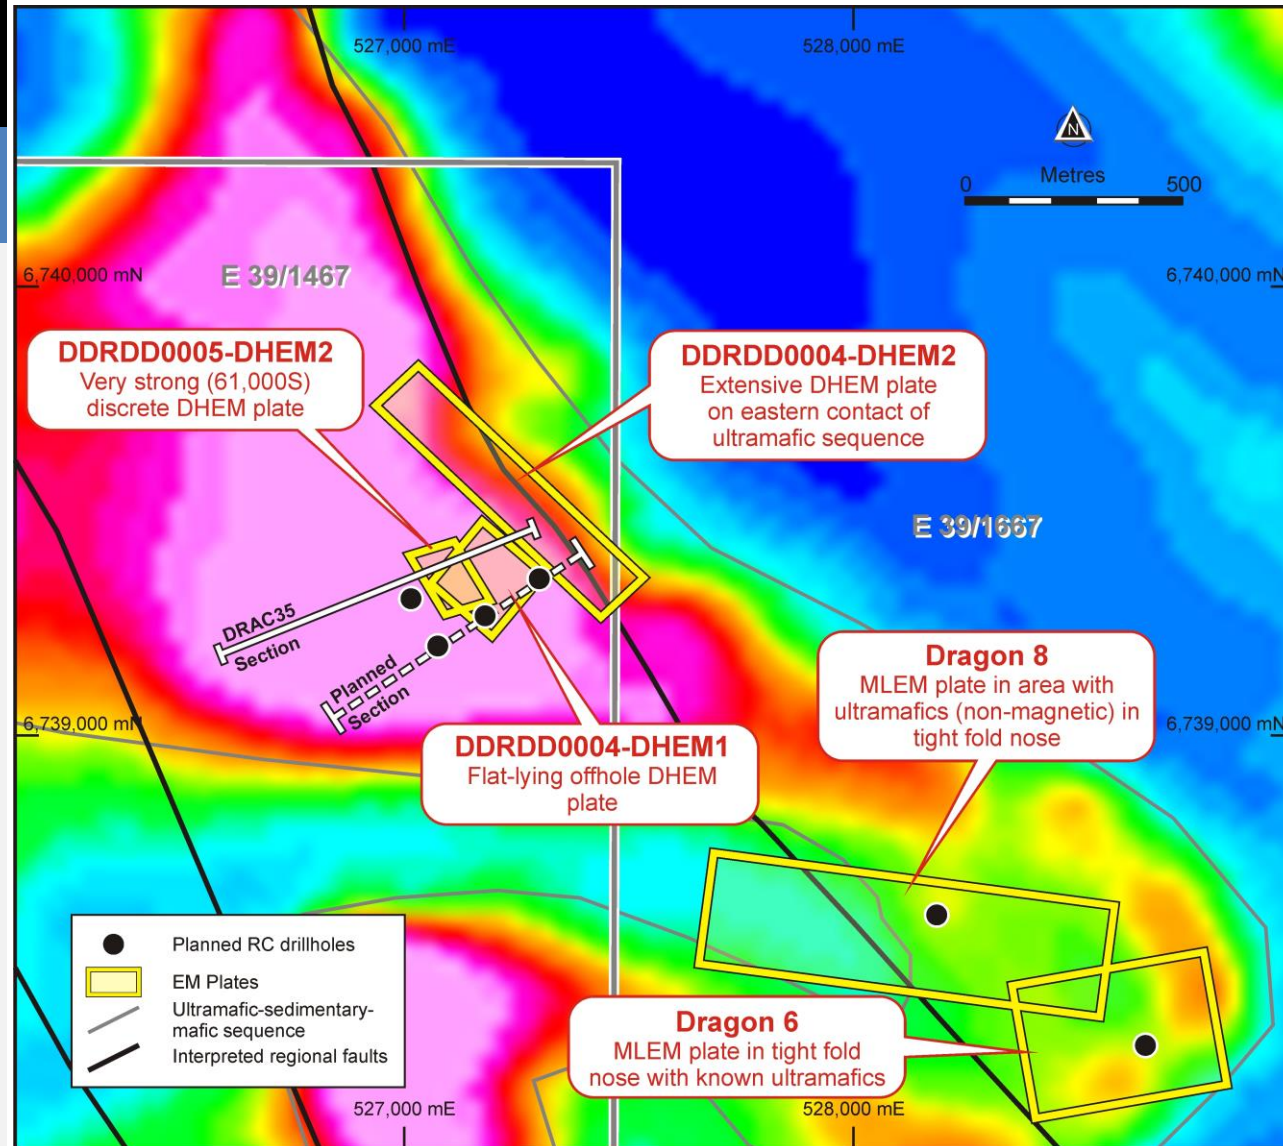 527,000 mE
528,000 mE
N
Metres
0
500
6,740,000 mN
E 39/1467
6,740,000 mN
DDRDD0005-DHEM2
Very strong (61,000S)
discrete DHEM plate
DDRDD0004-DHEM2
Extensive DHEM plate
on eastern contact of
ultramafic sequence
E 39/1667
DRAC35
Section
Planned
Section
6,739,000 mN
6,739,000 mN
DDRDD0004-DHEM1
Flat-lying offhole DHEM
plate
Dragon 8
MLEM plate in area with
ultramafics (non-magnetic) in
tight fold nose
Planned RC drillholes
EM Plates
Ultramafic-sedimentary-
mafic sequence
Interpreted regional faults
Dragon 6
MLEM plate in tight fold
nose with known ultramafics
527,000 mE
528,000 mE